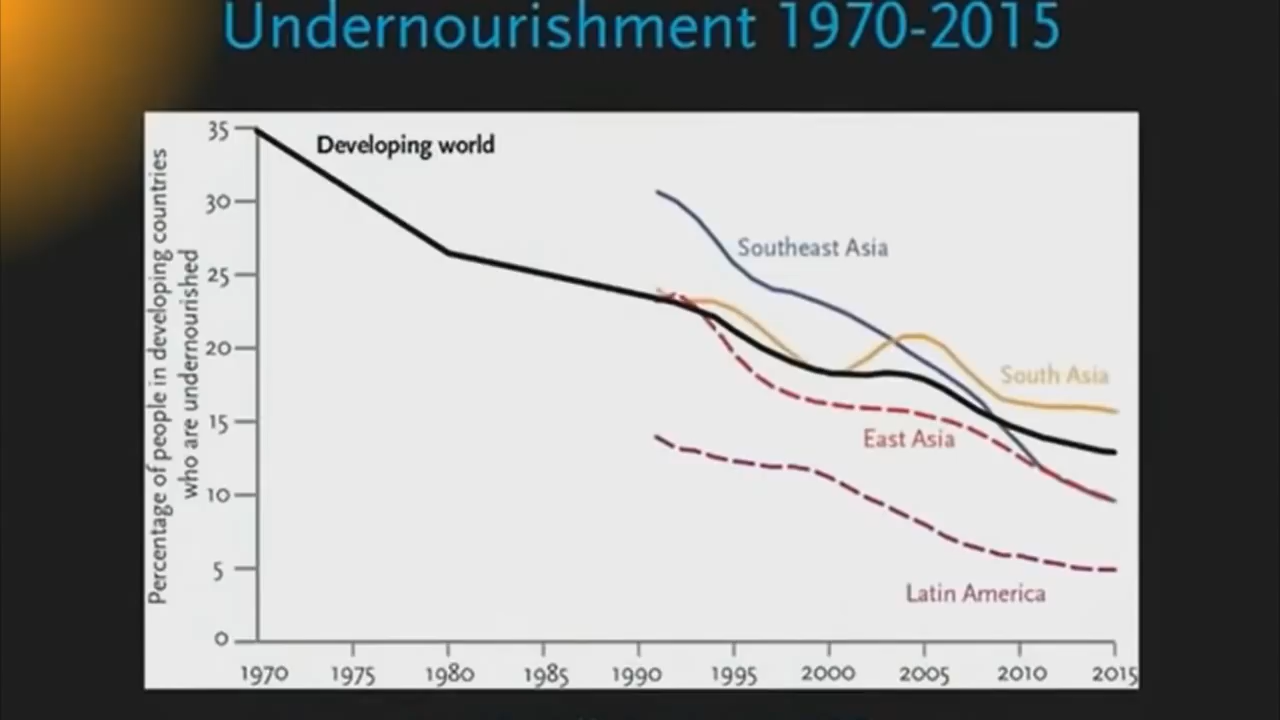 Undernourishment 1970-2015
Percentage of people in developing countries
who are undernourished
35
30
25
20
15
10
5
0
Developing world
Southeast Asia
South Asia
East Asia
Latin America
1970 1975 1980 1985 1990 1995 2000 2005 2010 2015